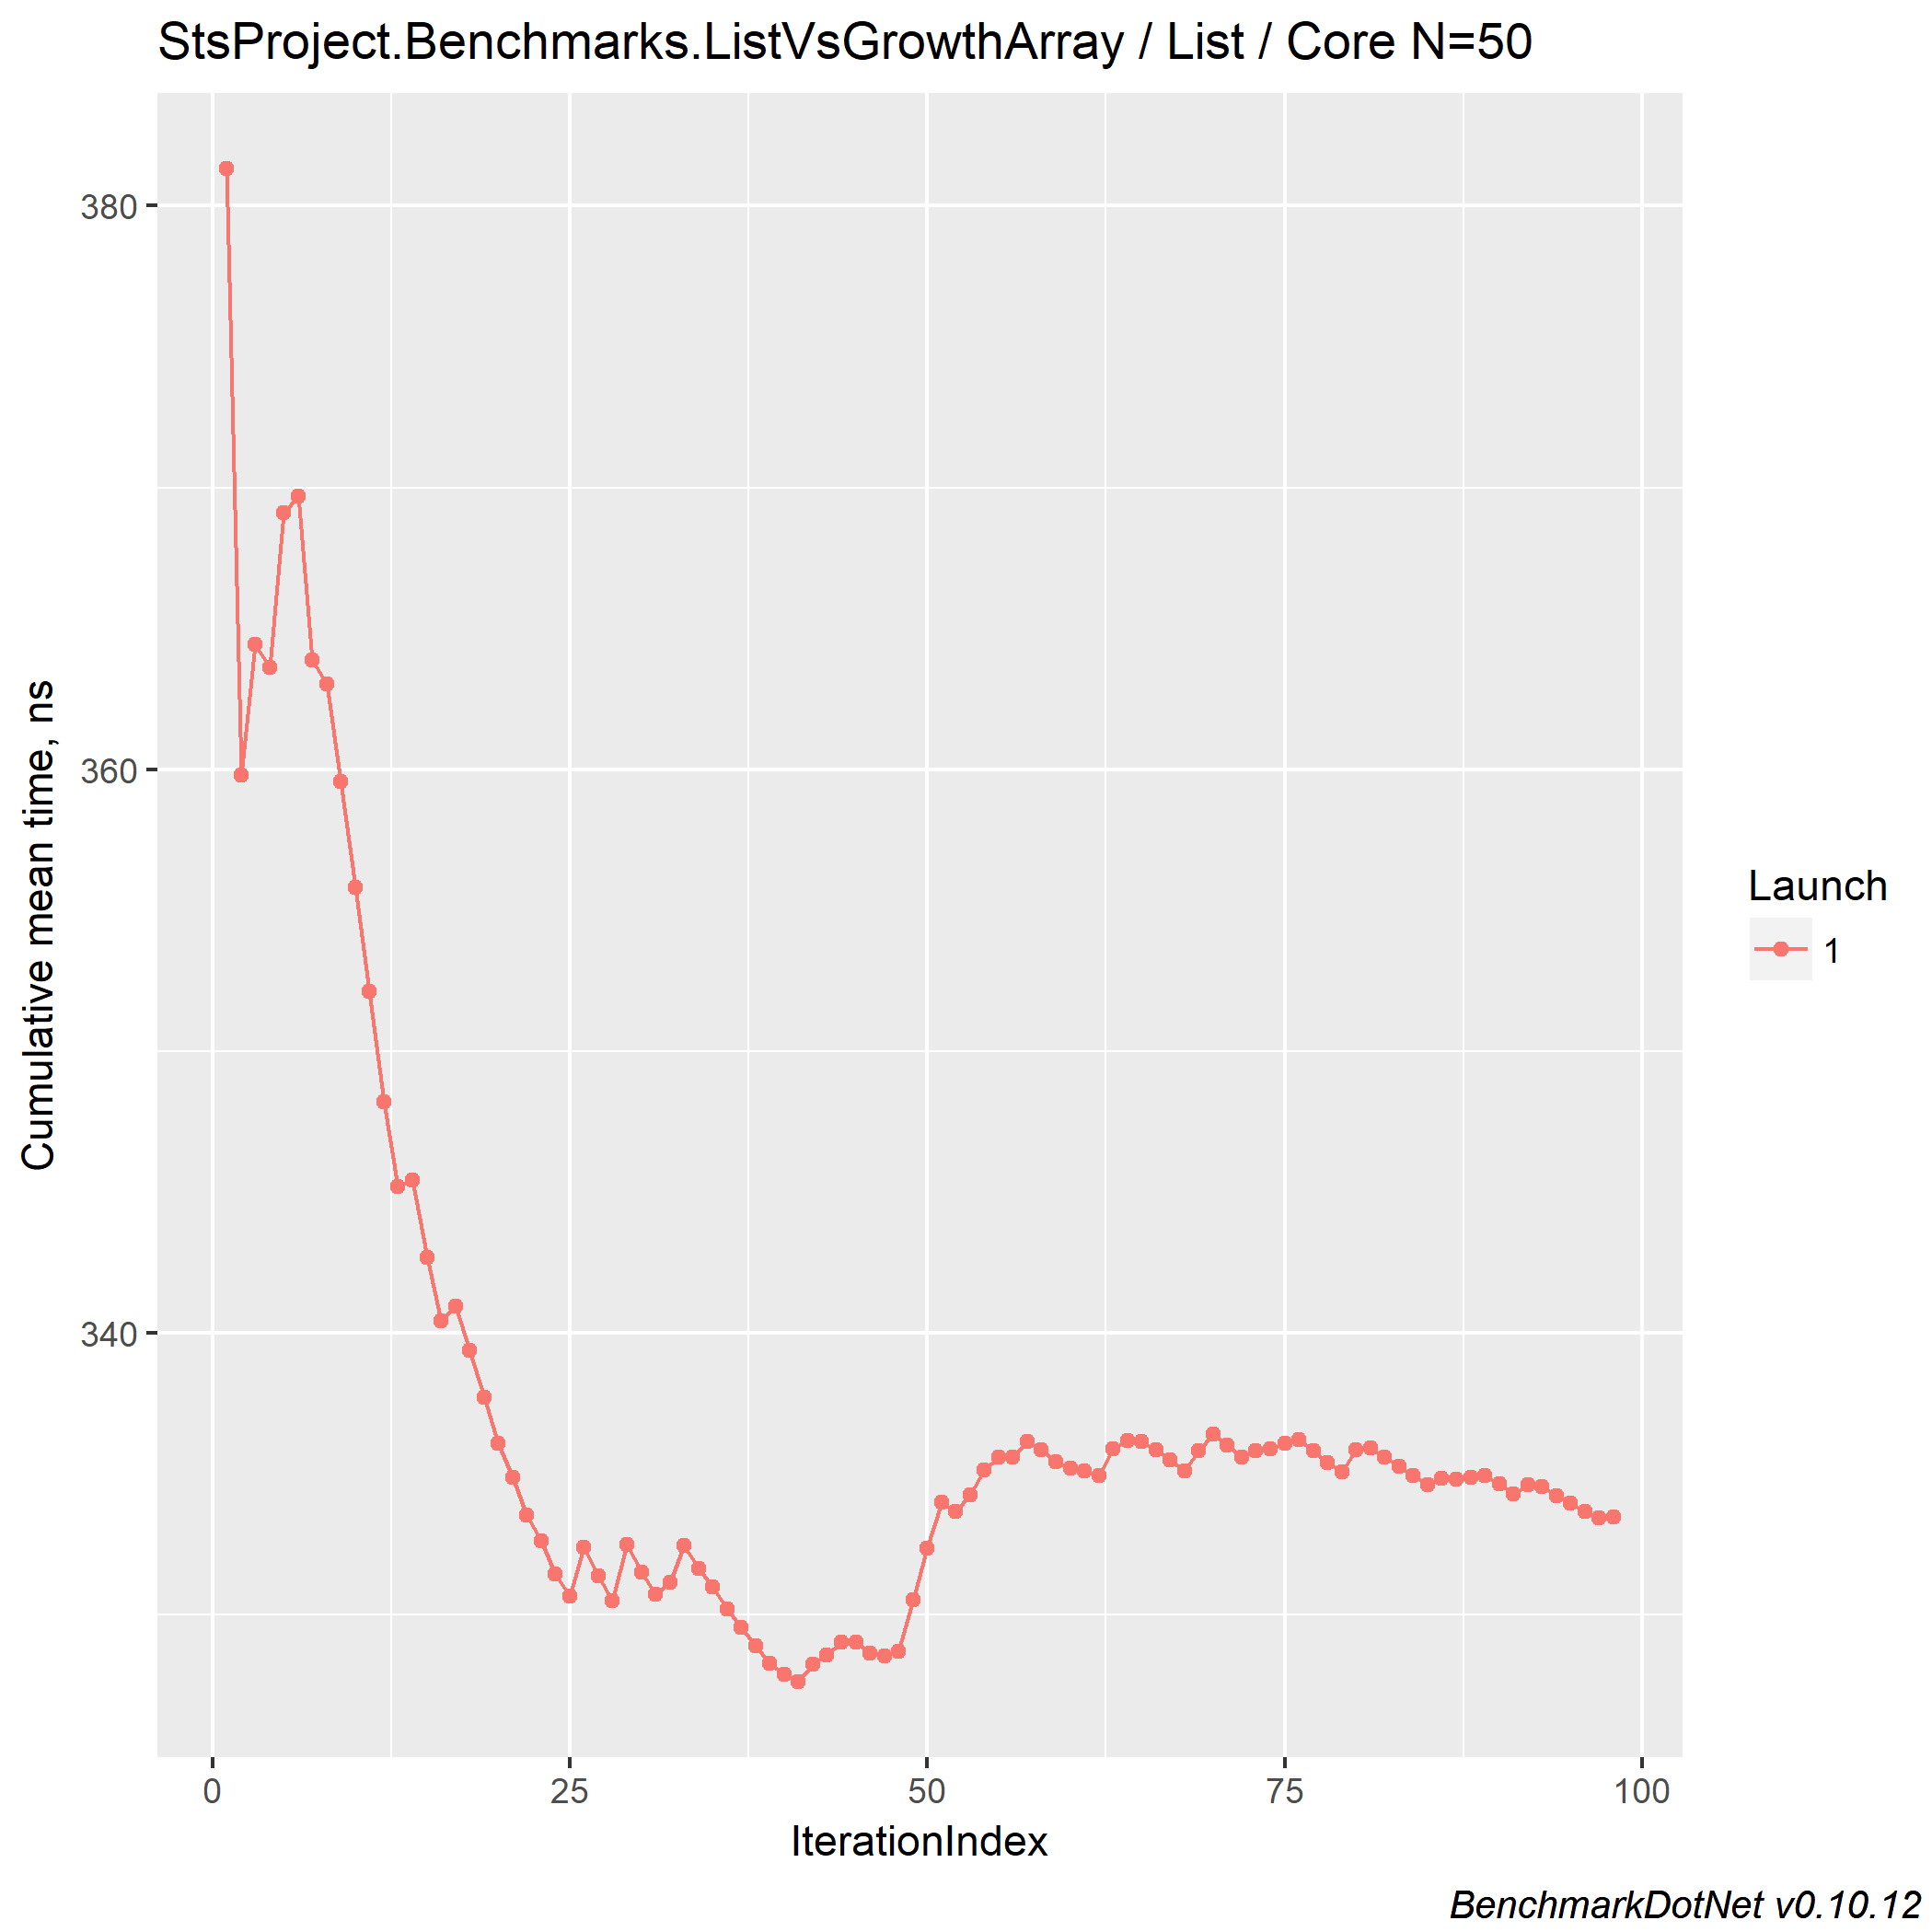 StsProject.Benchmarks.ListVsGrowthArray / List / Core N=50
Cumulative mean time, ns
380
360
340
0 25 50 75 100
IterationIndex
Launch
1
BenchmarkDotNet v0.10.12